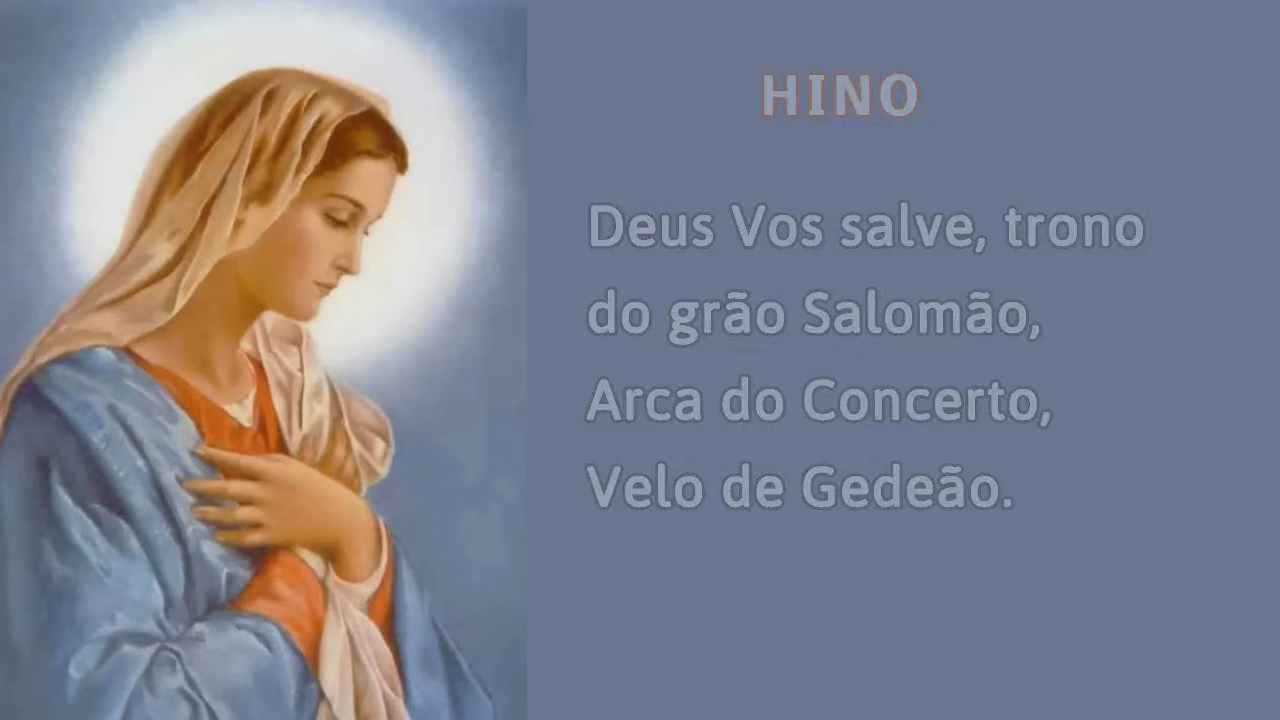 HINO
Deus Vos salve, trono
do grão Salomão,
Arca do Concerto,
Velo de Gedeão.